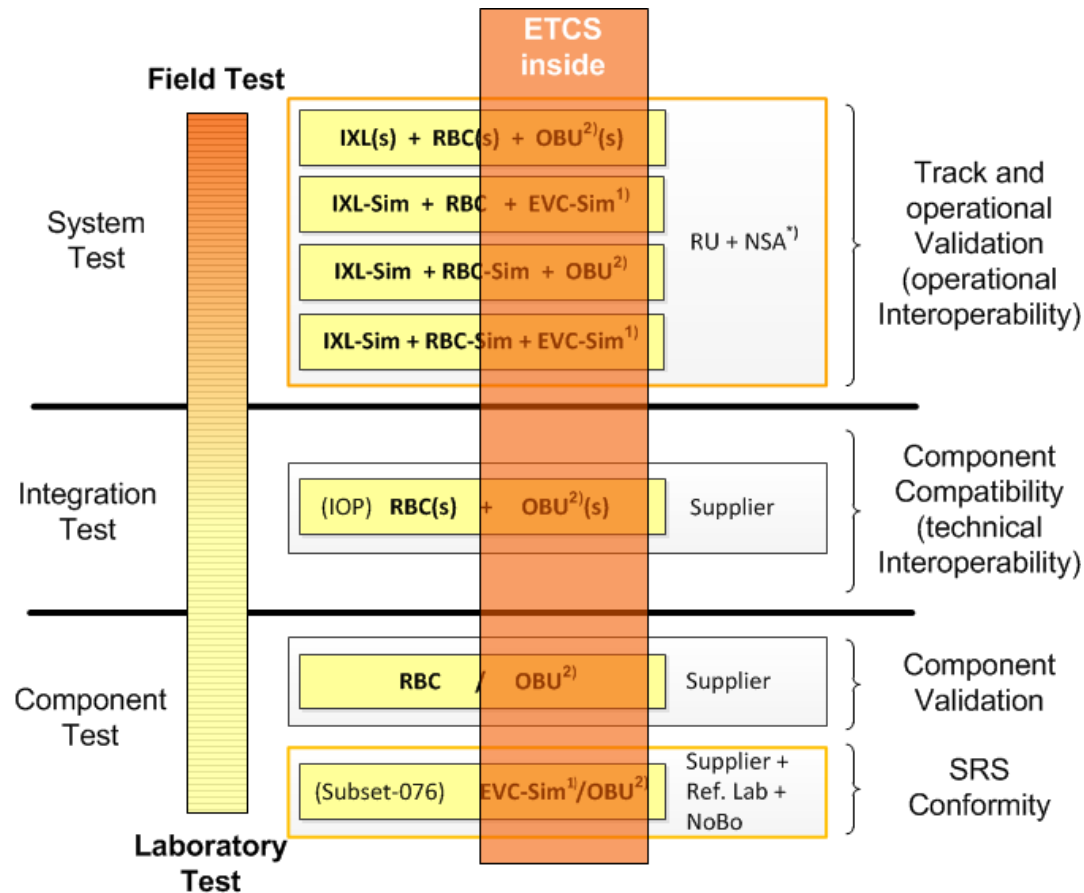 ETCS
inside
Field Test
System
Test
IXL(s) + RBC(s) + OBU²⁾(s)
IXL-Sim + RBC + EVC-Sim¹⁾
IXL-Sim + RBC-Sim + OBU²⁾
IXL-Sim + RBC-Sim + EVC-Sim¹⁾
RU + NSA*⁾
Track and
operational
Validation
(operational
Interoperability)
Integration
Test
(IOP) RBC(s) + OBU²⁾(s)
Supplier
Component
Compatibility
(technical
Interoperability)
Component
Test
RBC / OBU²⁾
Supplier
Component
Validation
(Subset-076) EVC-Sim¹⁾/OBU²⁾
Supplier +
Ref. Lab +
NoBo
SRS
Conformity
Laboratory
Test